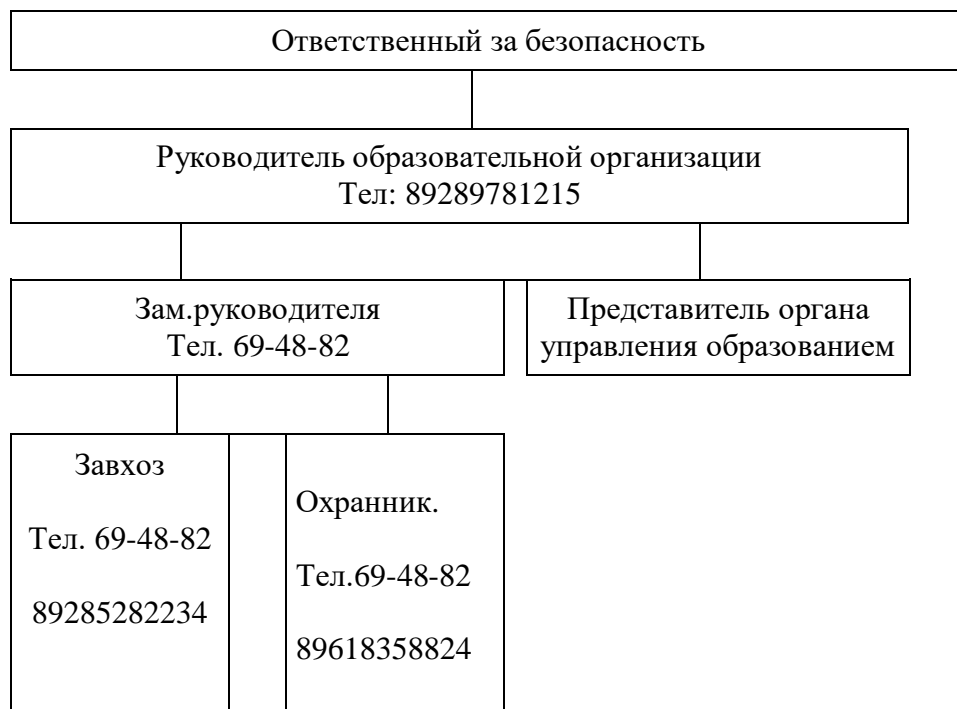 Ответственный за безопасность
Руководитель образовательной организации
Тел: 89289781215
Зам.руководителя
Тел. 69-48-82
Представитель органа
управления образованием
Завхоз
Тел. 69-48-82
89285282234
Охранник.
Тел.69-48-82
89618358824